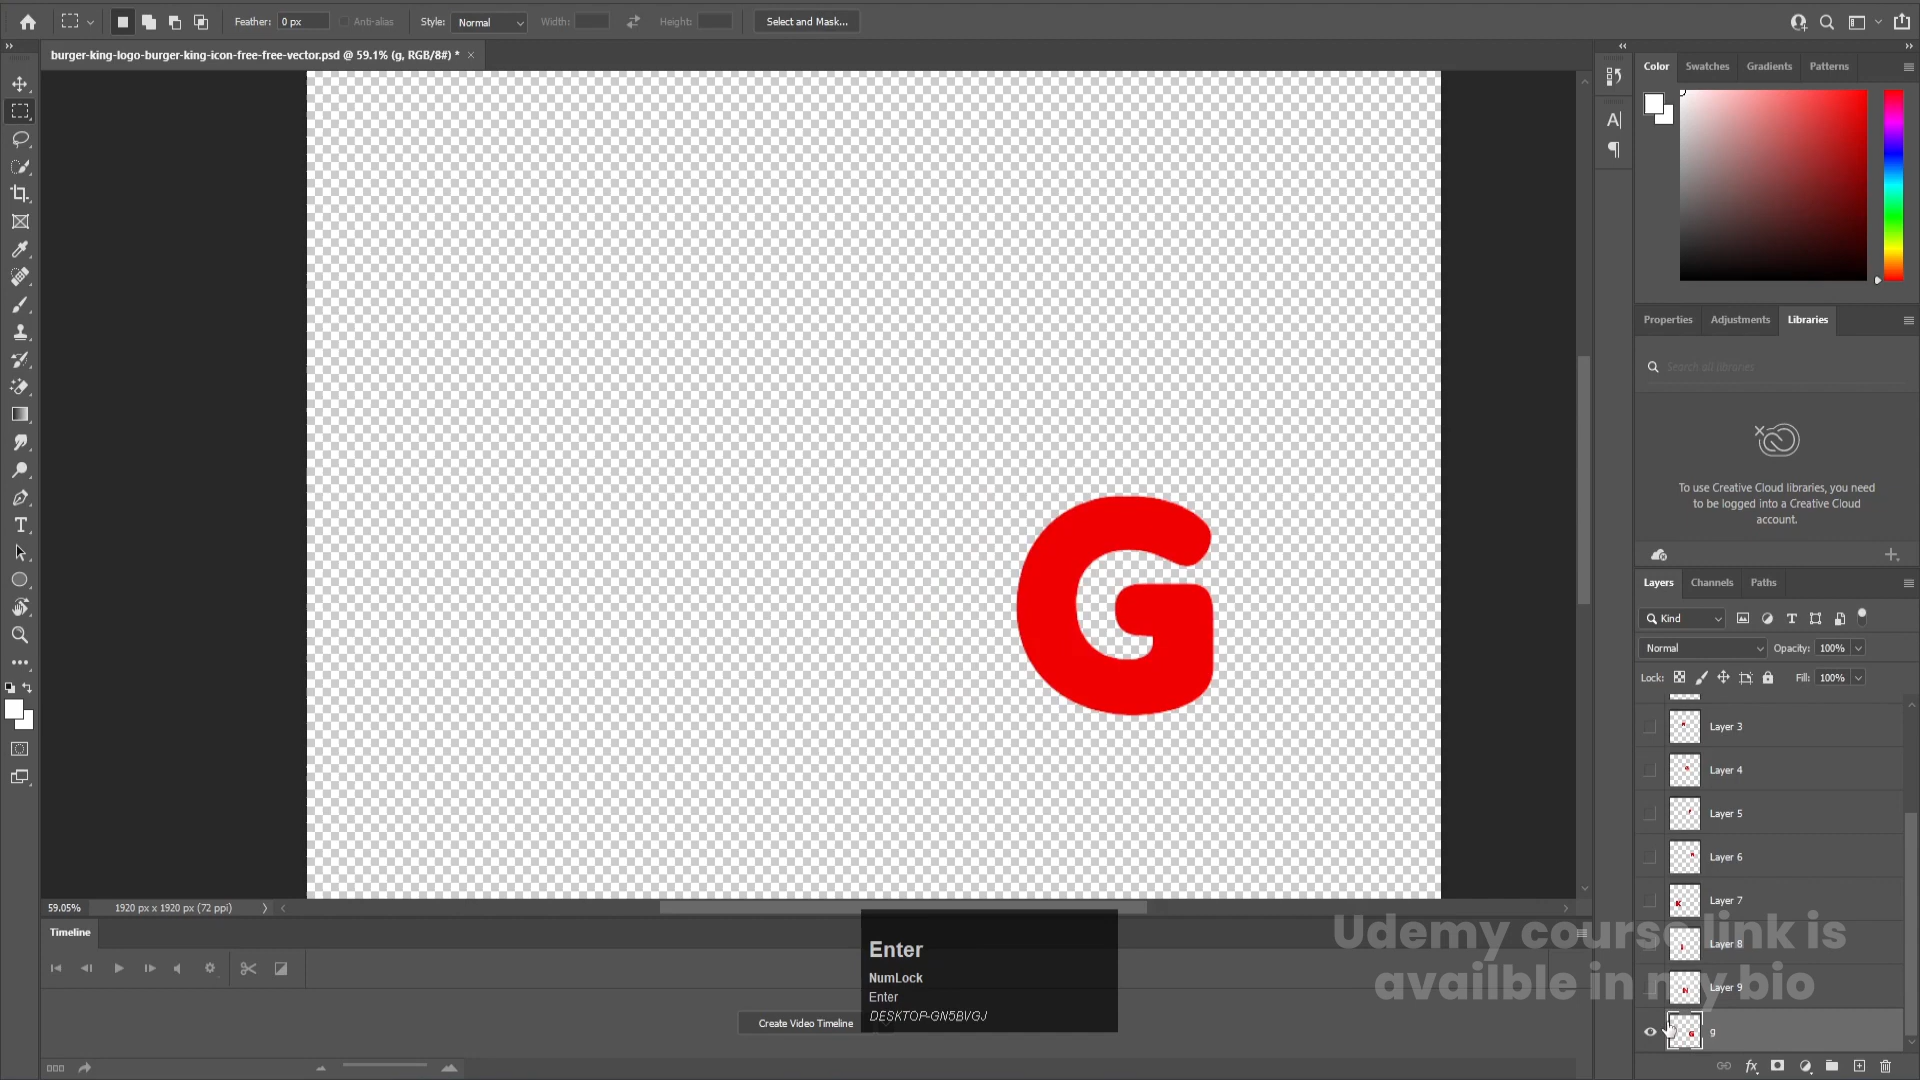 Feather: 0 px Anti-alias Style: Normal Width: Height: Select and Mask...
burger-king-logo-burger-king-icon-free-free-vector.psd @ 59.1% (g, RGB/8#) *
Color Swatches Gradients Patterns
Properties Adjustments Libraries
Search all libraries
To use Creative Cloud libraries, you need
to be logged into a Creative Cloud
account.
G
Layers Channels Paths
Kind
Normal Opacity: 100%
Lock: Fill: 100%
Layer 3
Layer 4
Layer 5
Layer 6
Layer 7
Layer 8
Layer 9
g
59.05% 1920 px x 1920 px (72 ppi)
Timeline
Create Video Timeline
Enter
NumLock
Enter
DESKTOP-GN5BVGJ
Udemy course link is
availble in my bio